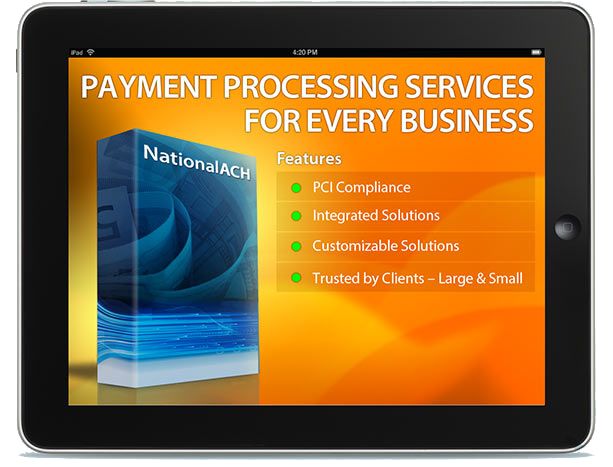 iPad
4:20 PM
PAYMENT PROCESSING SERVICES
FOR EVERY BUSINESS
NationalACH
Features
PCI Compliance
Integrated Solutions
Customizable Solutions
Trusted by Clients – Large & Small